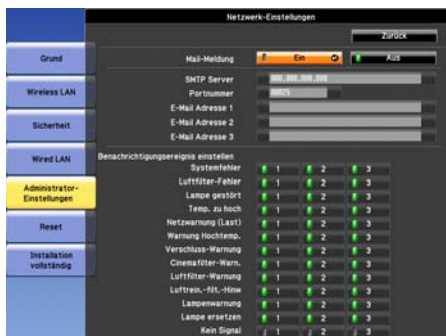 Netzwerk-Einstellungen
Zurück
Grund
Wireless LAN
Sicherheit
Wired LAN
Administrator-
Einstellungen
Reset
Installation
vollständig
Mail-Meldung Ein Aus
SMTP Server
Portnummer 00025
E-Mail Adresse 1
E-Mail Adresse 2
E-Mail Adresse 3
Benachrichtigungsereignis einstellen
Systemfehler 1 2 3
Luftfilter-Fehler 1 2 3
Lampe gestört 1 2 3
Temp. zu hoch 1 2 3
Netzwarnung (Last) 1 2 3
Warnung Hochtemp. 1 2 3
Verschluss-Warnung 1 2 3
Cinemafilter-Warn. 1 2 3
Luftfilter-Warnung 1 2 3
Luftrein.-filt.-Hinw 1 2 3
Lampenwarnung 1 2 3
Lampe ersetzen 1 2 3
Kein Signal 1 2 3